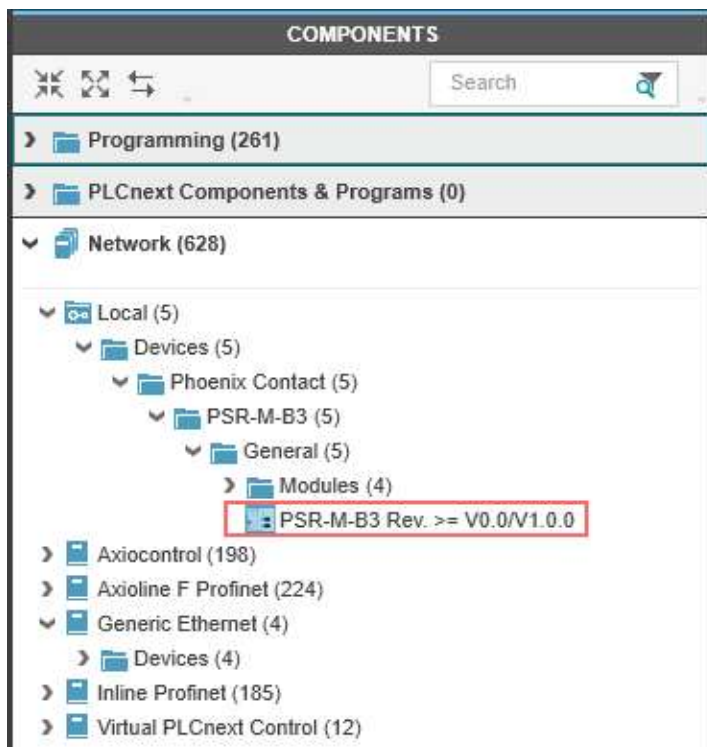 COMPONENTS
Search
Programming (261)
PLCnext Components & Programs (0)
Network (628)
Local (5)
Devices (5)
Phoenix Contact (5)
PSR-M-B3 (5)
General (5)
Modules (4)
PSR-M-B3 Rev. >= V0.0/V1.0.0
Axiocontrol (198)
Axioline F Profinet (224)
Generic Ethernet (4)
Devices (4)
Inline Profinet (185)
Virtual PLCnext Control (12)